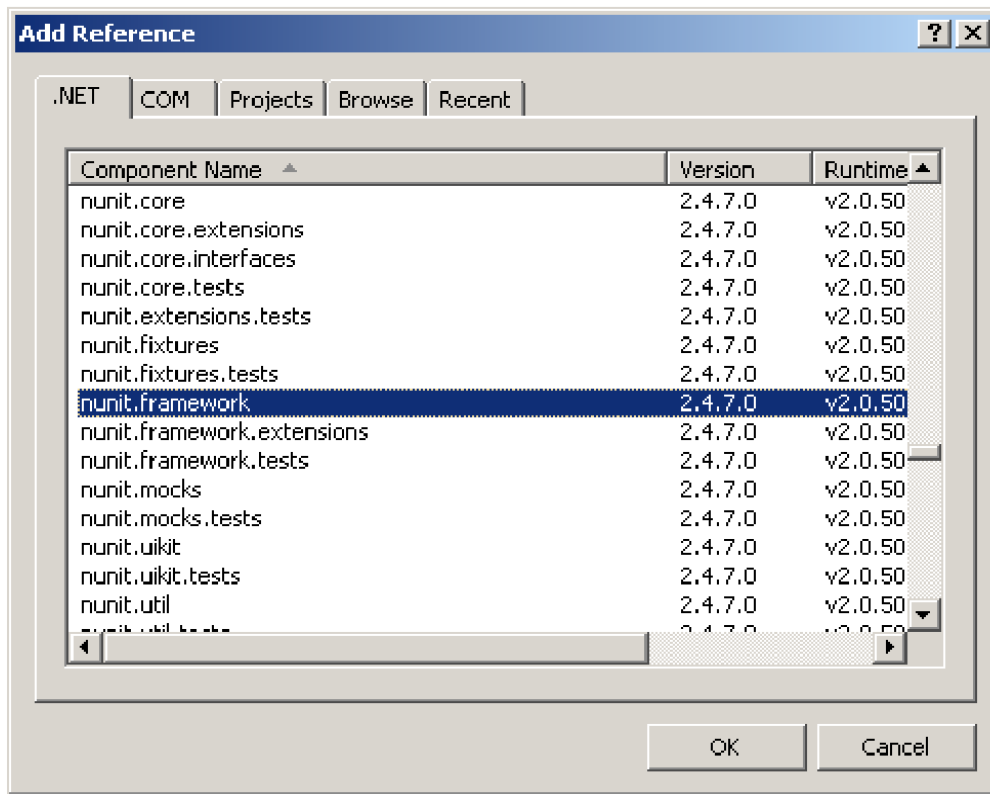 Add Reference
.NET COM Projects Browse Recent
Component Name Version Runtime
nunit.core 2.4.7.0 v2.0.50
nunit.core.extensions 2.4.7.0 v2.0.50
nunit.core.interfaces 2.4.7.0 v2.0.50
nunit.core.tests 2.4.7.0 v2.0.50
nunit.extensions.tests 2.4.7.0 v2.0.50
nunit.fixtures 2.4.7.0 v2.0.50
nunit.fixtures.tests 2.4.7.0 v2.0.50
nunit.framework 2.4.7.0 v2.0.50
nunit.framework.extensions 2.4.7.0 v2.0.50
nunit.framework.tests 2.4.7.0 v2.0.50
nunit.mocks 2.4.7.0 v2.0.50
nunit.mocks.tests 2.4.7.0 v2.0.50
nunit.uikit 2.4.7.0 v2.0.50
nunit.uikit.tests 2.4.7.0 v2.0.50
nunit.util 2.4.7.0 v2.0.50
OK Cancel